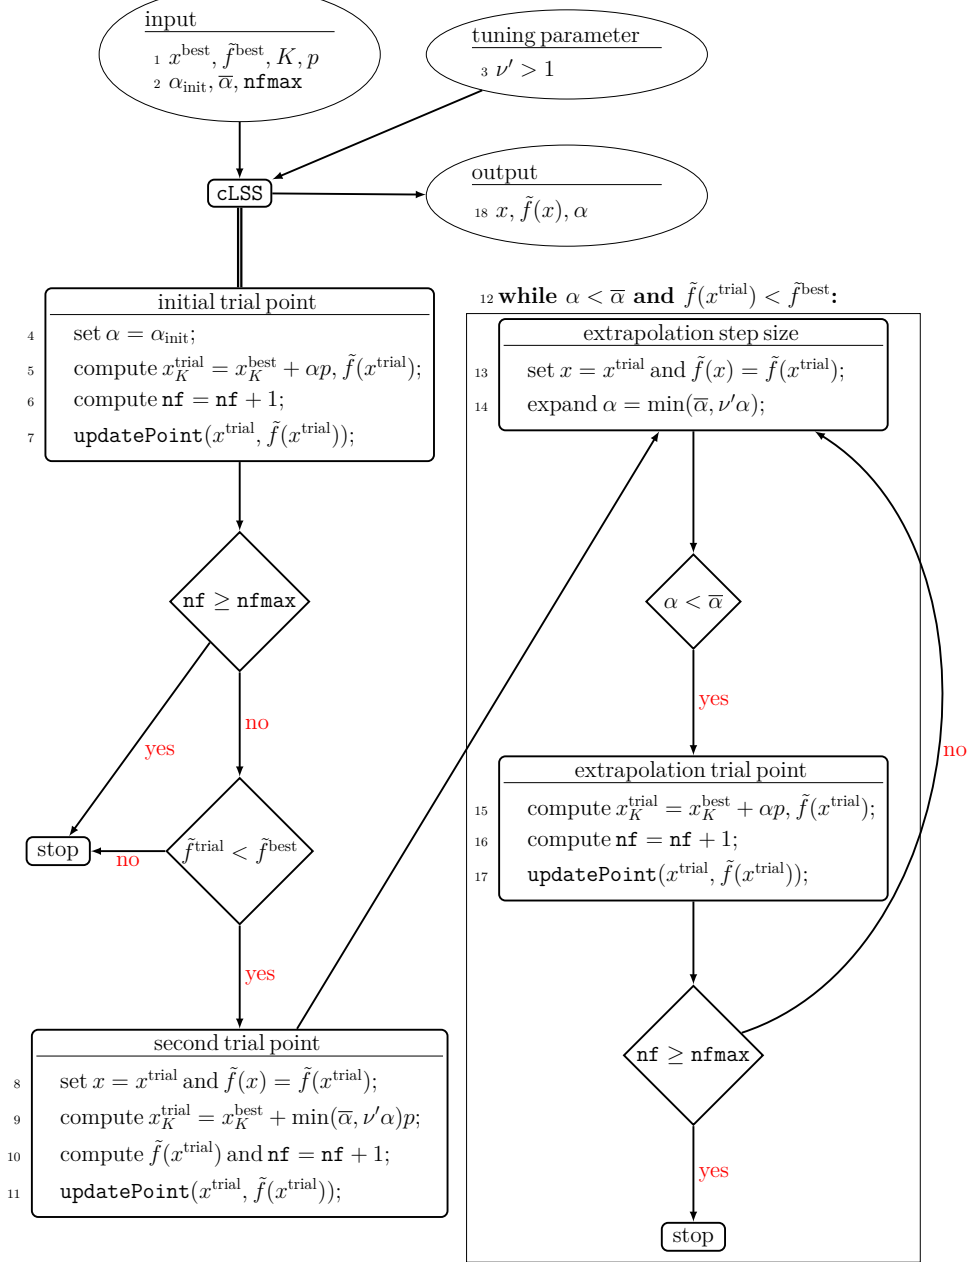 input
1 x^best, f̃^best, K, p
2 α_init, α̅, nfmax
tuning parameter
3 ν′ > 1
cLSS
output
18 x, f̃(x), α
initial trial point
4 set α = α_init;
5 compute x_K^trial = x_K^best + αp, f̃(x^trial);
6 compute nf = nf + 1;
7 updatePoint(x^trial, f̃(x^trial));
nf ≥ nfmax
yes
no
f̃^trial < f̃^best
no
stop
yes
second trial point
8 set x = x^trial and f̃(x) = f̃(x^trial);
9 compute x_K^trial = x_K^best + min(α̅, ν′α)p;
10 compute f̃(x^trial) and nf = nf + 1;
11 updatePoint(x^trial, f̃(x^trial));
12 while α < α̅ and f̃(x^trial) < f̃^best:
extrapolation step size
13 set x = x^trial and f̃(x) = f̃(x^trial);
14 expand α = min(α̅, ν′α);
α < α̅
yes
extrapolation trial point
15 compute x_K^trial = x_K^best + αp, f̃(x^trial);
16 compute nf = nf + 1;
17 updatePoint(x^trial, f̃(x^trial));
no
nf ≥ nfmax
yes
stop